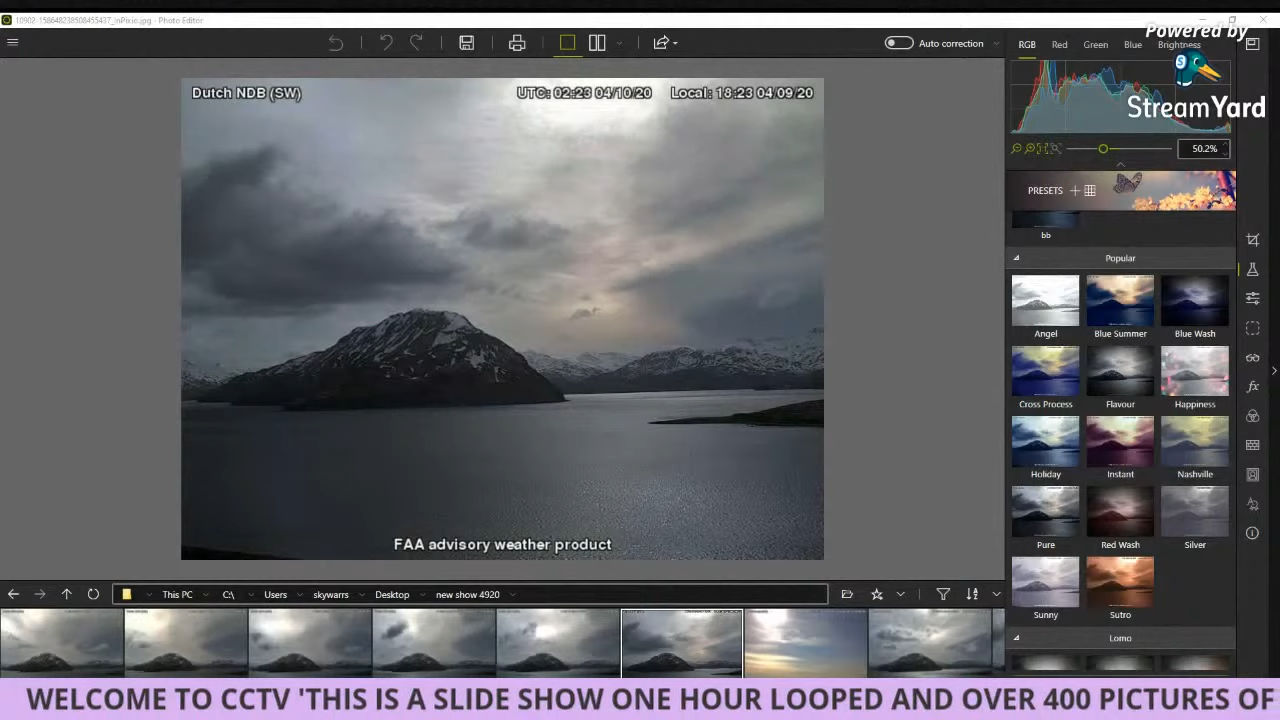 10902-158648238508455437_InPixio.jpg - Photo Editor
Powered by
StreamYard
Auto correction
RGB Red Green Blue Brightness
50.2%
Dutch NDB (SW) UTC: 02:23 04/10/20 Local: 18:23 04/09/20
PRESETS
bb
Popular
Angel Blue Summer Blue Wash
Cross Process Flavour Happiness
Holiday Instant Nashville
Pure Red Wash Silver
Sunny Sutro
Lomo
FAA advisory weather product
This PC C:\ Users skywarrs Desktop new show 4920
WELCOME TO CCTV 'THIS IS A SLIDE SHOW ONE HOUR LOOPED AND OVER 400 PICTURES OF